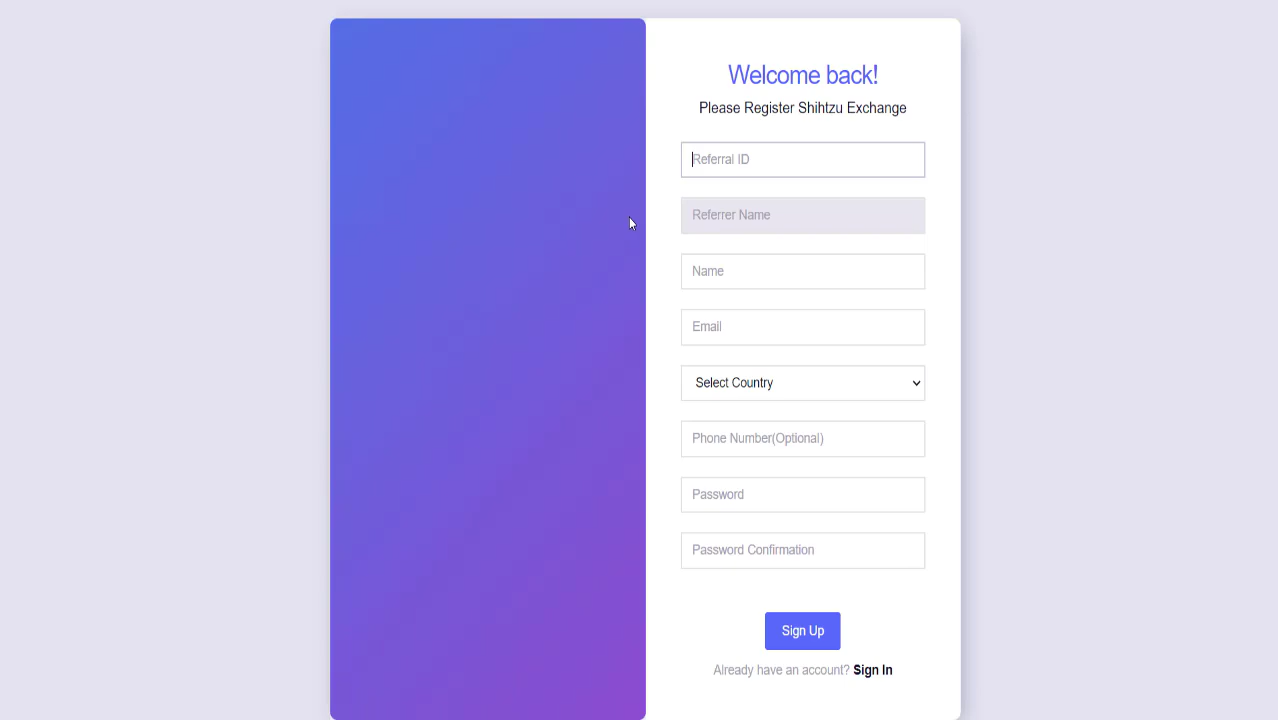 Welcome back!
Please Register Shihtzu Exchange
Referral ID
Referrer Name
Name
Email
Select Country
Phone Number(Optional)
Password
Password Confirmation
Sign Up
Already have an account? Sign In